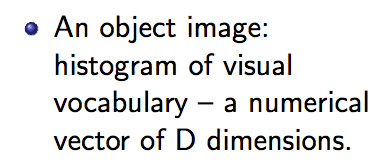 An object image:
histogram of visual
vocabulary – a numerical
vector of D dimensions.